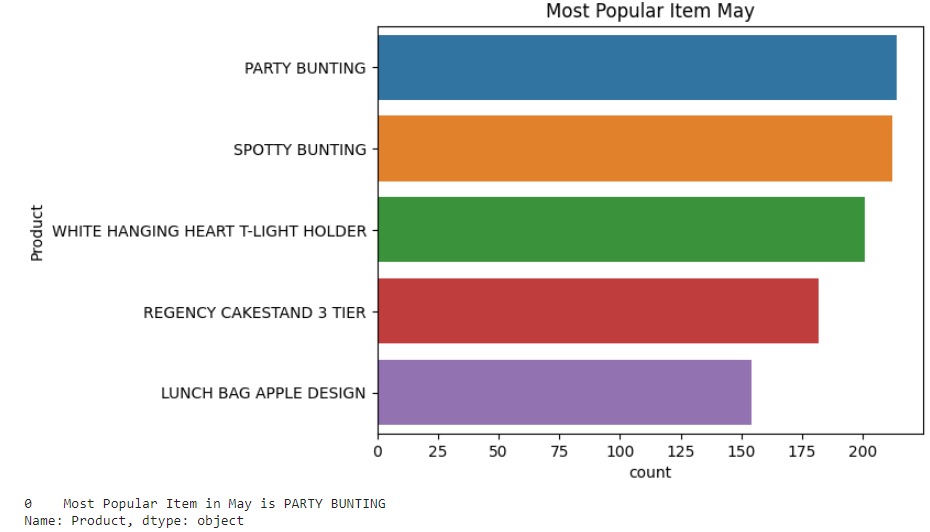 Most Popular Item May
PARTY BUNTING
SPOTTY BUNTING
WHITE HANGING HEART T-LIGHT HOLDER
REGENCY CAKESTAND 3 TIER
LUNCH BAG APPLE DESIGN
Product
0 25 50 75 100 125 150 175 200
count
0    Most Popular Item in May is PARTY BUNTING
Name: Product, dtype: object